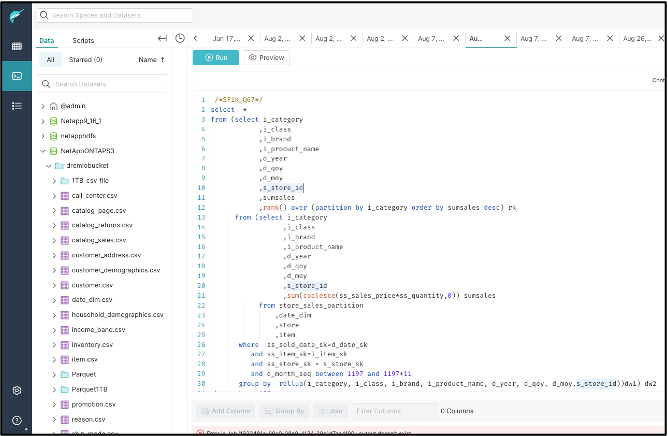 Search Spaces and Datasets
Data
Scripts
Jun 17,...
Aug 2, ...
Aug 2, ...
Aug 2, ...
Aug 7, ...
Au...
Aug 7, ...
Aug 7, ...
Aug 26,...
All
Starred (0)
Name ↑
Run
Preview
Search Datasets
Cont
@admin
Netapp9_16_1
netapphdfs
NetAppONTAPS3
dremiobucket
1TB_csv_file
call_center.csv
catalog_page.csv
catalog_returns.csv
catalog_sales.csv
customer_address.csv
customer_demographics.csv
customer.csv
date_dim.csv
household_demographics.csv
income_band.csv
inventory.csv
item.csv
Parquet
Parquet1TB
promotion.csv
reason.csv
1 /*SF1K_Q67*/
2 select *
3 from (select i_category
4 ,i_class
5 ,i_brand
6 ,i_product_name
7 ,d_year
8 ,d_qoy
9 ,d_moy
10 ,s_store_id
11 ,sumsales
12 ,rank() over (partition by i_category order by sumsales desc) rk
13 from (select i_category
14 ,i_class
15 ,i_brand
16 ,i_product_name
17 ,d_year
18 ,d_qoy
19 ,d_moy
20 ,s_store_id
21 ,sum(coalesce(ss_sales_price*ss_quantity,0)) sumsales
22 from store_sales_partition
23 ,date_dim
24 ,store
25 ,item
26 where ss_sold_date_sk=d_date_sk
27 and ss_item_sk=i_item_sk
28 and ss_store_sk = s_store_sk
29 and d_month_seq between 1197 and 1197+11
30 group by rollup(i_category, i_class, i_brand, i_product_name, d_year, d_qoy, d_moy,s_store_id))dw1) dw2
Add Column
Group By
Join
Filter Columns
0 Columns